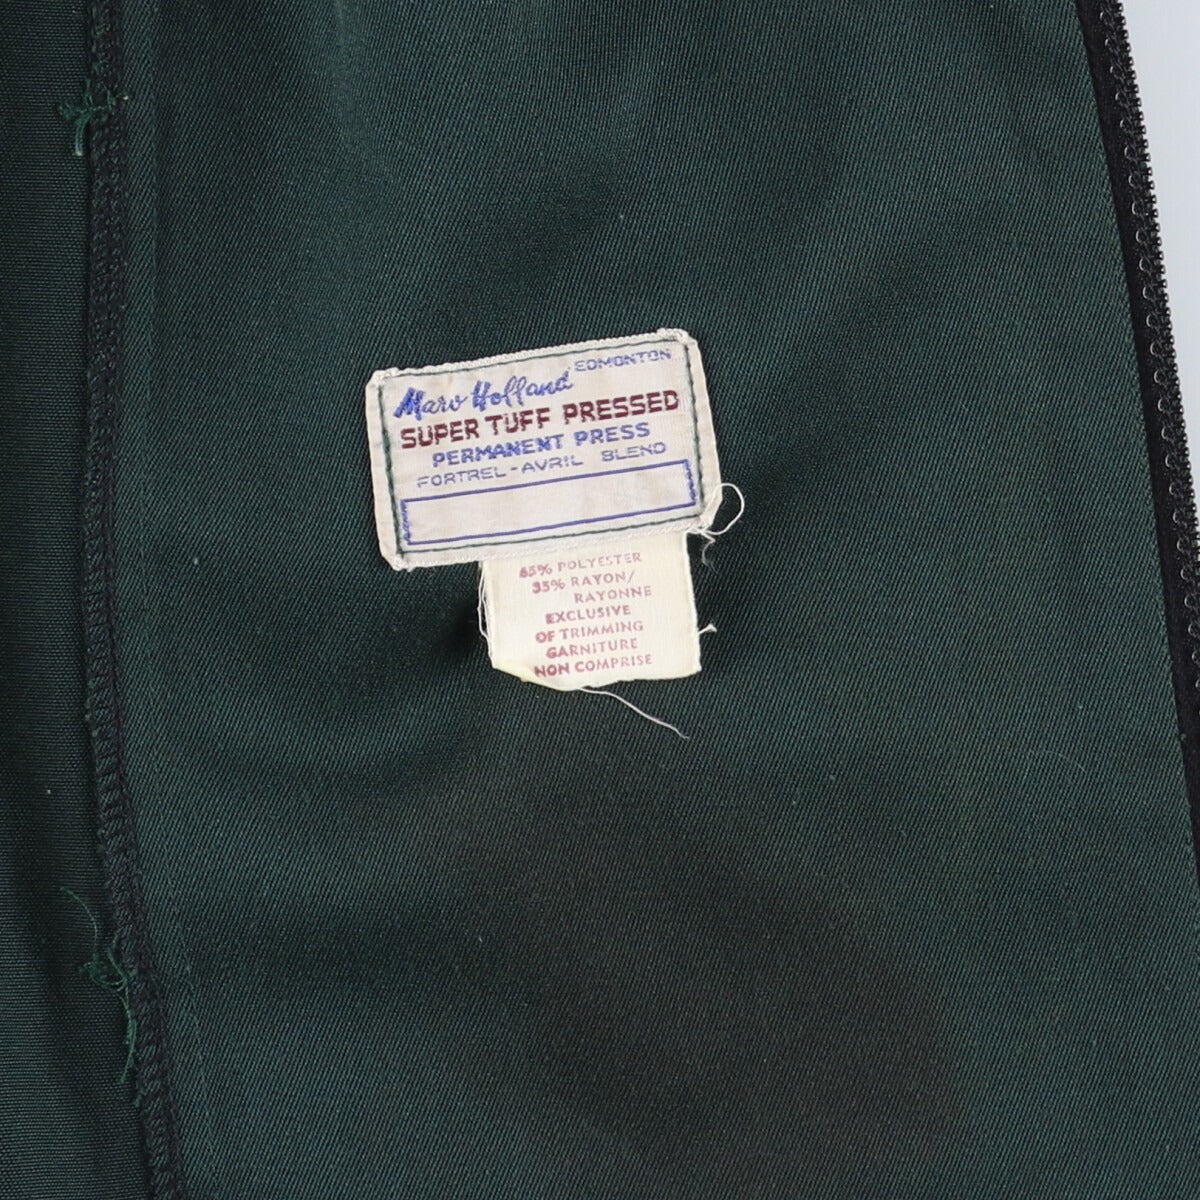 Marv Holland EDMONTON
SUPER TUFF PRESSED
PERMANENT PRESS
FORTREL-AVRIL BLEND
65% POLYESTER
35% RAYON/
RAYONNE
EXCLUSIVE
OF TRIMMING
GARNITURE
NON COMPRISE